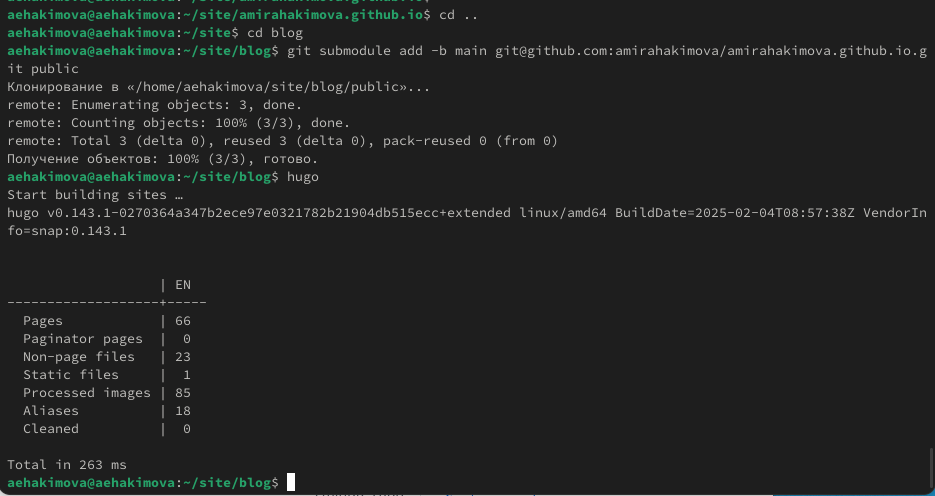 aehakimova@aehakimova:~/site/amirahakimova.github.io$ cd ..
aehakimova@aehakimova:~/site$ cd blog
aehakimova@aehakimova:~/site/blog$ git submodule add -b main git@github.com:amirahakimova/amirahakimova.github.io.g
it public
Клонирование в «/home/aehakimova/site/blog/public»...
remote: Enumerating objects: 3, done.
remote: Counting objects: 100% (3/3), done.
remote: Total 3 (delta 0), reused 3 (delta 0), pack-reused 0 (from 0)
Получение объектов: 100% (3/3), готово.
aehakimova@aehakimova:~/site/blog$ hugo
Start building sites …
hugo v0.143.1-0270364a347b2ece97e0321782b21904db515ecc+extended linux/amd64 BuildDate=2025-02-04T08:57:38Z VendorIn
fo=snap:0.143.1
| EN
-------------------+-----
Pages | 66
Paginator pages | 0
Non-page files | 23
Static files | 1
Processed images | 85
Aliases | 18
Cleaned | 0
Total in 263 ms
aehakimova@aehakimova:~/site/blog$